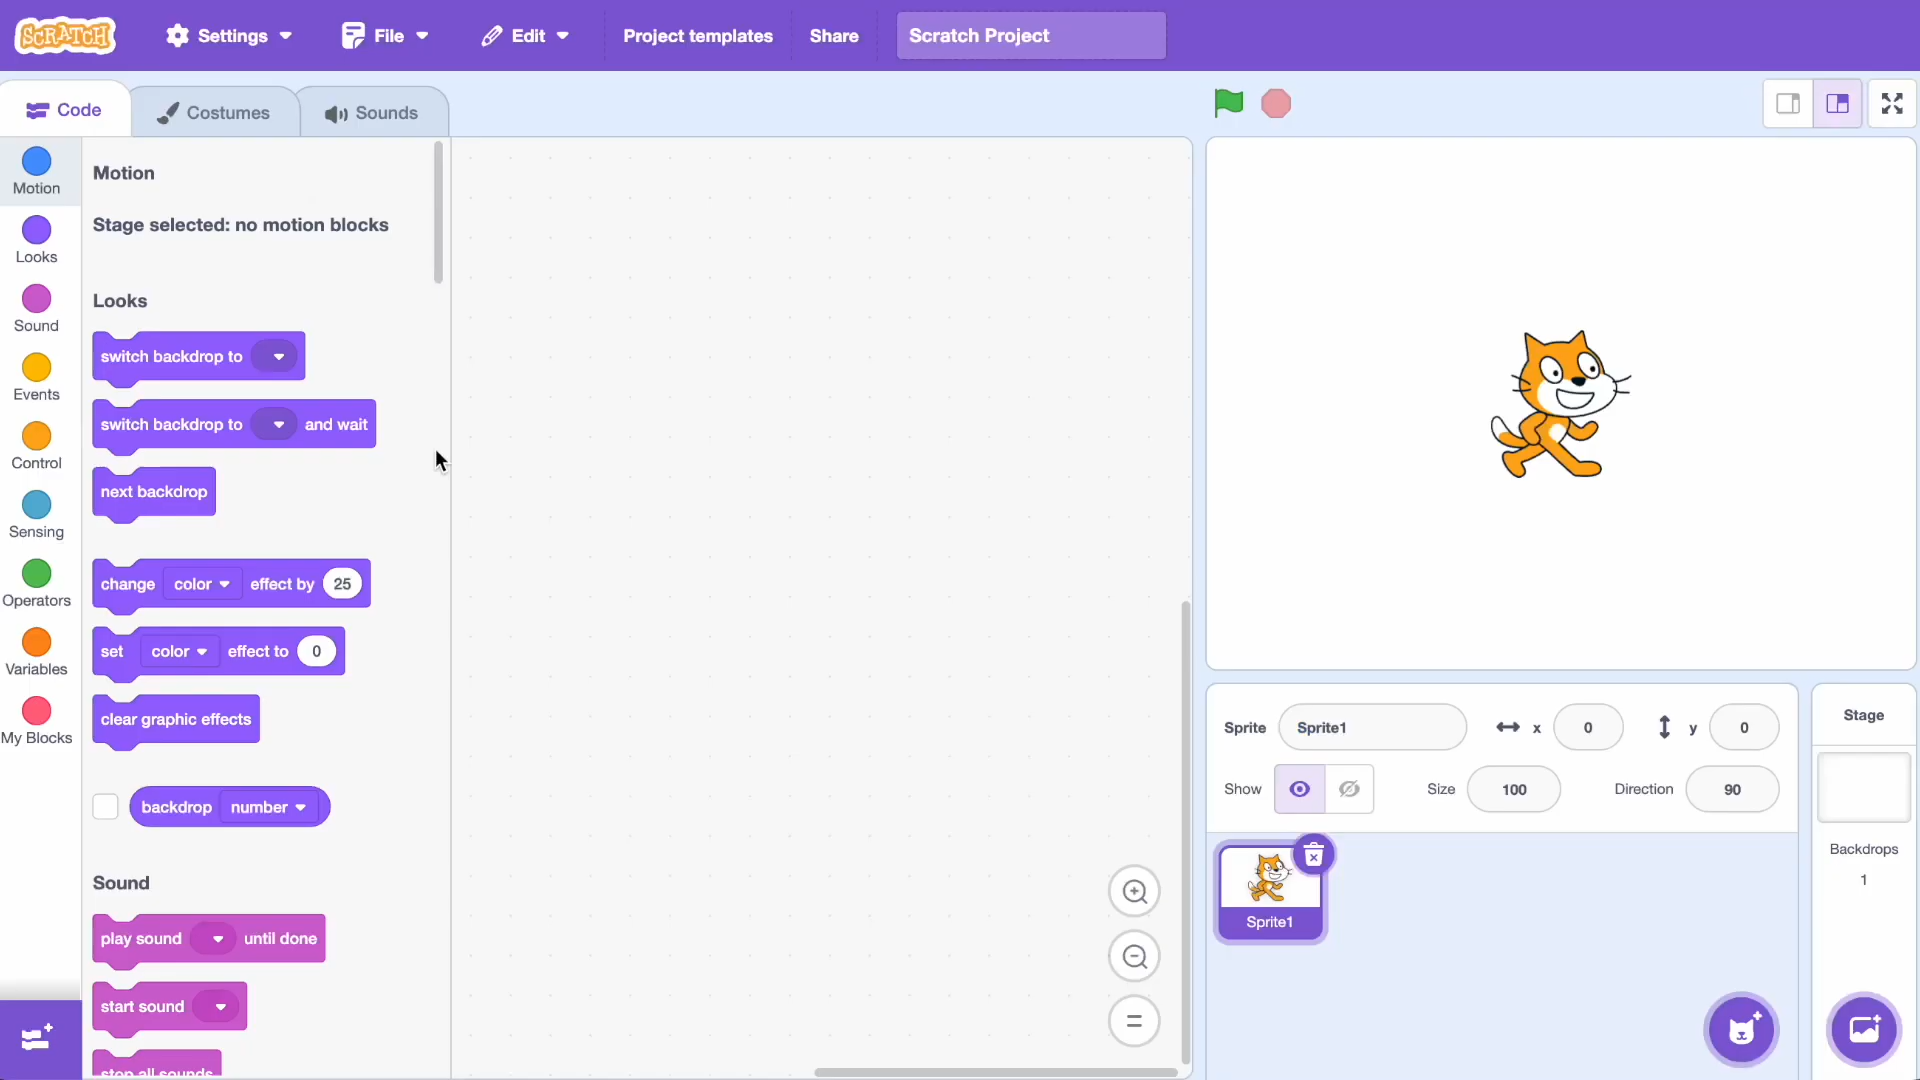 SCRATCH
Settings
File
Edit
Project templates
Share
Scratch Project
Code
Costumes
Sounds
Motion
Looks
Sound
Events
Control
Sensing
Operators
Variables
My Blocks
Motion
Stage selected: no motion blocks
Looks
switch backdrop to
switch backdrop to and wait
next backdrop
change color effect by 25
set color effect to 0
clear graphic effects
backdrop number
Sound
play sound until done
start sound
stop all sounds
Sprite Sprite1 x 0 y 0
Show Size 100 Direction 90
Sprite1
Stage
Backdrops
1